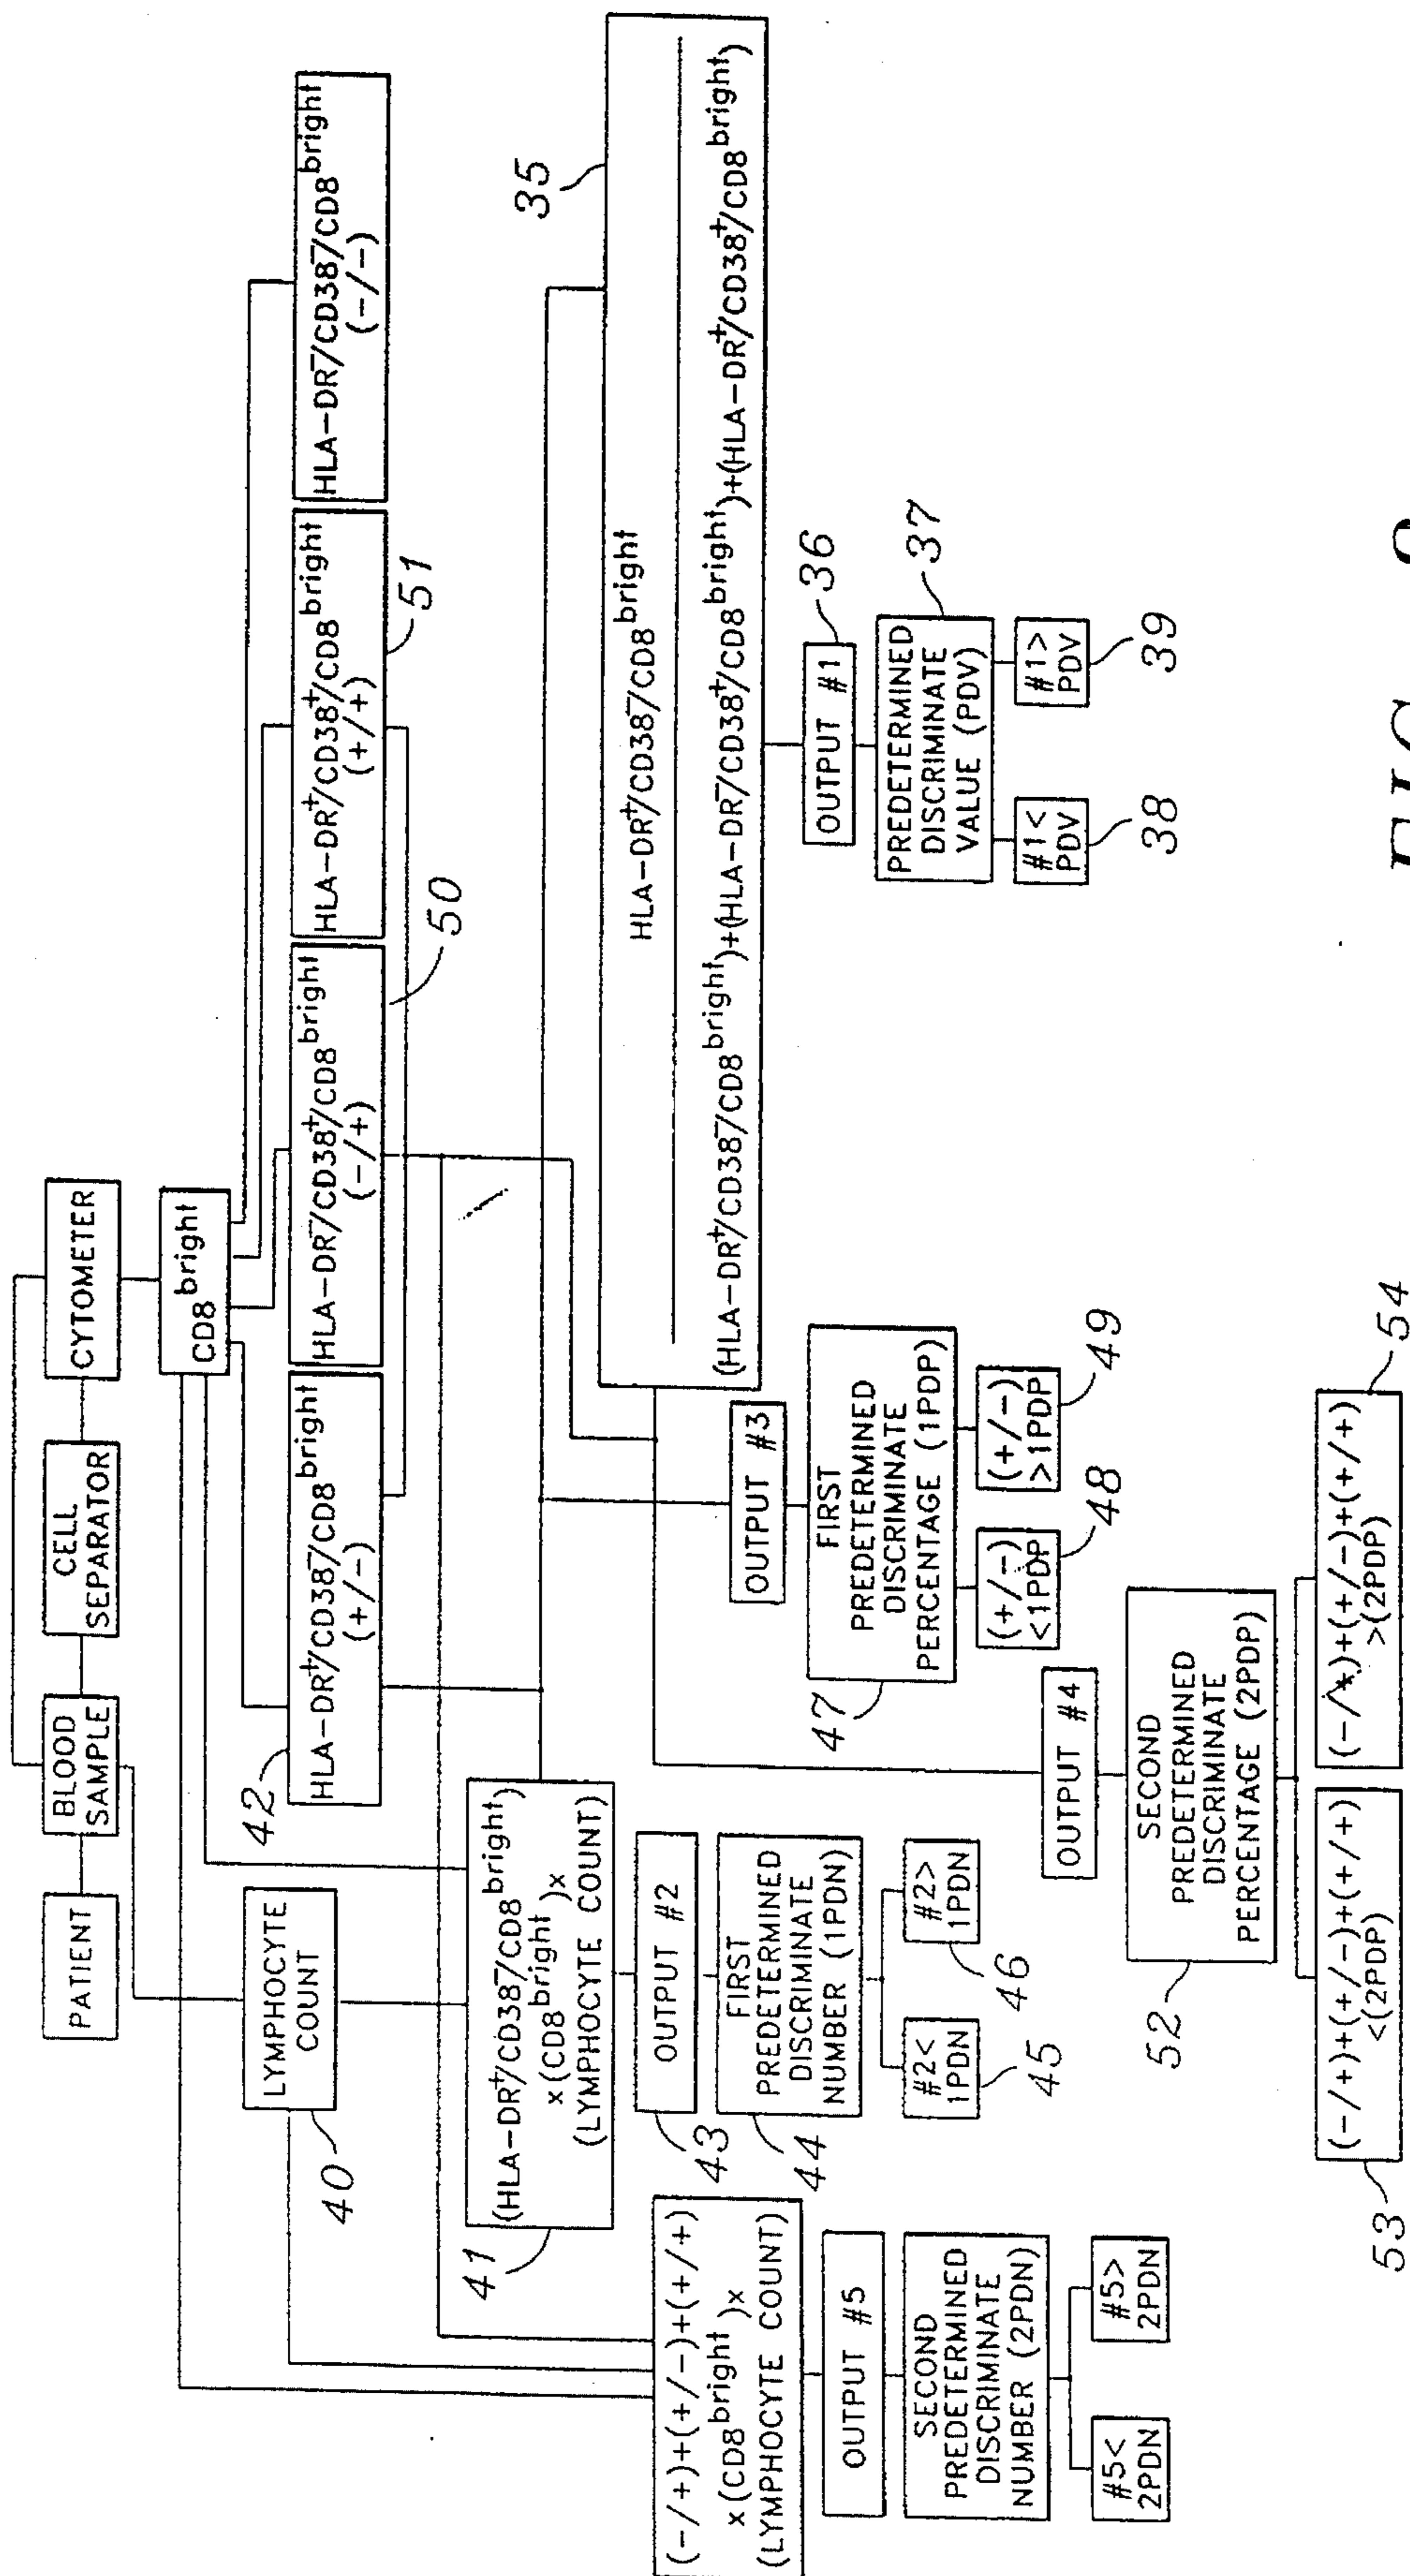 PATIENT
BLOOD
SAMPLE
CELL
SEPARATOR
CYTOMETER
LYMPHOCYTE
COUNT
40
CD8bright
42
HLA-DR+/CD38-/CD8bright
(+/-)
HLA-DR-/CD38+/CD8bright
(-/+)
50
HLA-DR+/CD38+/CD8bright
(+/+)
51
HLA-DR-/CD38-/CD8bright
(-/-)
(-/+)+(+/-)+(+/+)
x(CD8bright)x
(LYMPHOCYTE COUNT)
OUTPUT #5
SECOND
PREDETERMINED
DISCRIMINATE
NUMBER (2PDN)
#5<
2PDN
#5>
2PDN
41
(HLA-DR+/CD38-/CD8bright)
x(CD8bright)x
(LYMPHOCYTE COUNT)
43
OUTPUT #2
44
FIRST
PREDETERMINED
DISCRIMINATE
NUMBER (1PDN)
#2<
1PDN
#2>
1PDN
45
46
35
HLA-DR+/CD38-/CD8bright
(HLA-DR+/CD38-/CD8bright)+(HLA-DR-/CD38+/CD8bright)+(HLA-DR+/CD38+/CD8bright)
OUTPUT #3
47
FIRST
PREDETERMINED
DISCRIMINATE
PERCENTAGE (1PDP)
(+/-)
<1PDP
(+/-)
>1PDP
48
49
OUTPUT #1
36
PREDETERMINED
DISCRIMINATE
VALUE (PDV)
37
#1<
PDV
#1>
PDV
38
39
OUTPUT #4
52
SECOND
PREDETERMINED
DISCRIMINATE
PERCENTAGE (2PDP)
53
(-/+)+(+/-)+(+/+)
<(2PDP)
(-/+)+(+/-)+(+/+)
>(2PDP)
54